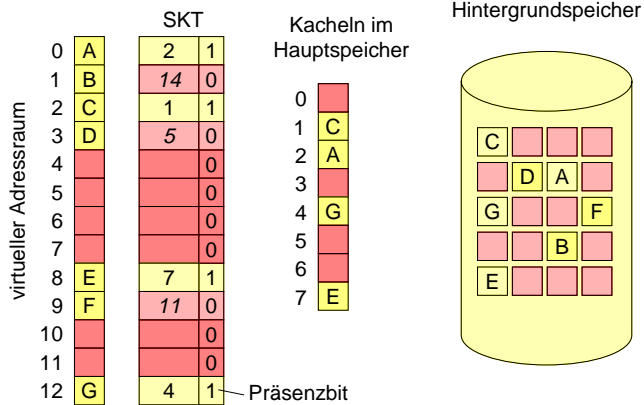 SKT
Kacheln im
Hauptspeicher
Hintergrundspeicher
virtueller Adressraum
0 A 2 1
1 B 14 0
2 C 1 1
3 D 5 0
4 0
5 0
6 0
7 0
8 E 7 1
9 F 11 0
10 0
11 0
12 G 4 1
Präsenzbit
0
1 C
2 A
3
4 G
5
6
7 E
C
D A
G F
B
E